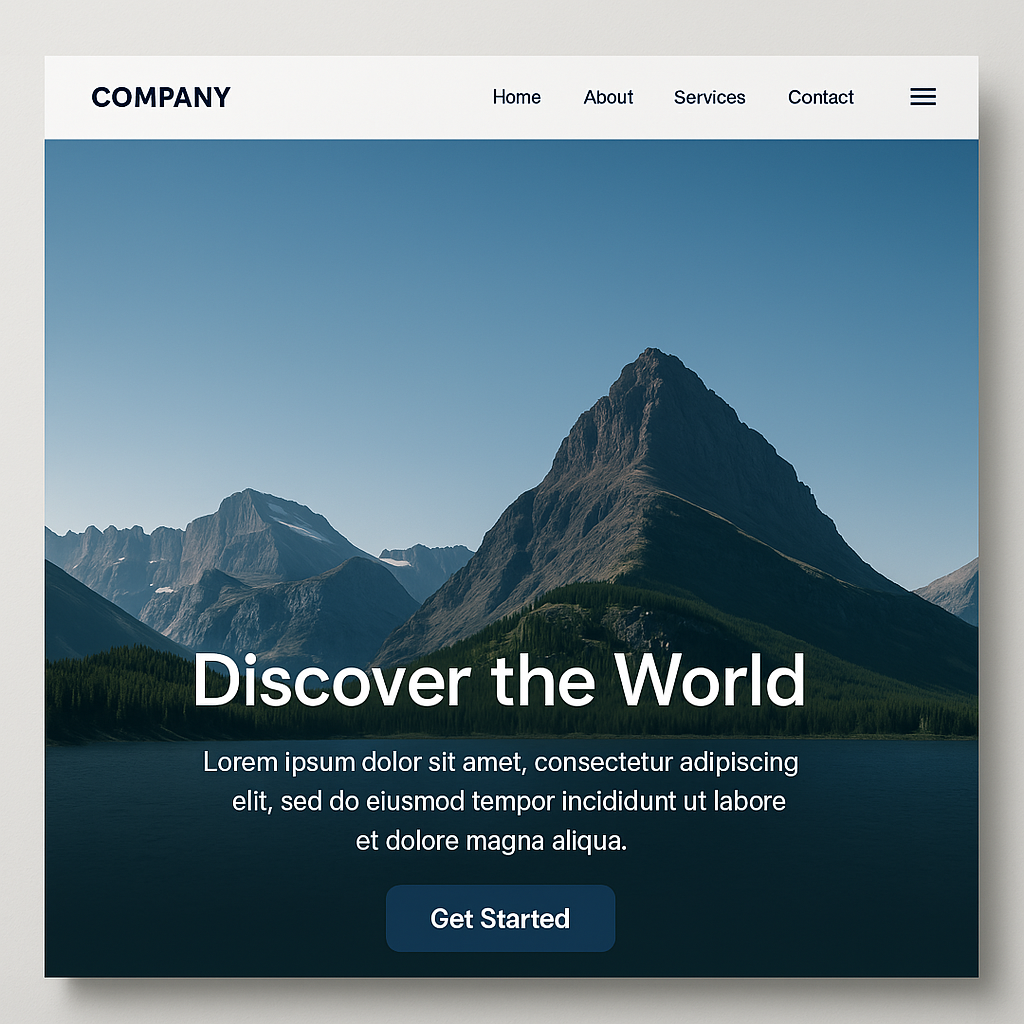 COMPANY
Home About Services Contact
Discover the World
Lorem ipsum dolor sit amet, consectetur adipiscing
elit, sed do eiusmod tempor incididunt ut labore
et dolore magna aliqua.
Get Started